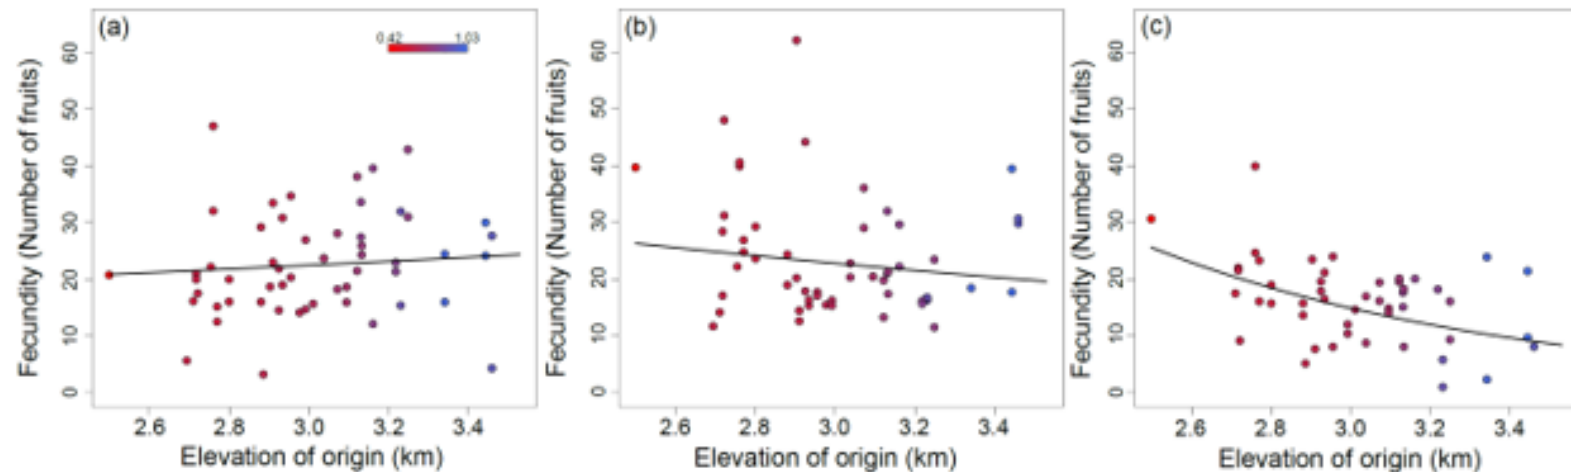 (a)
0.42 1.03
Fecundity (Number of fruits)
0 10 20 30 40 50 60
2.6 2.8 3.0 3.2 3.4
Elevation of origin (km)
(b)
Fecundity (Number of fruits)
0 10 20 30 40 50 60
2.6 2.8 3.0 3.2 3.4
Elevation of origin (km)
(c)
Fecundity (Number of fruits)
0 10 20 30 40 50 60
2.6 2.8 3.0 3.2 3.4
Elevation of origin (km)